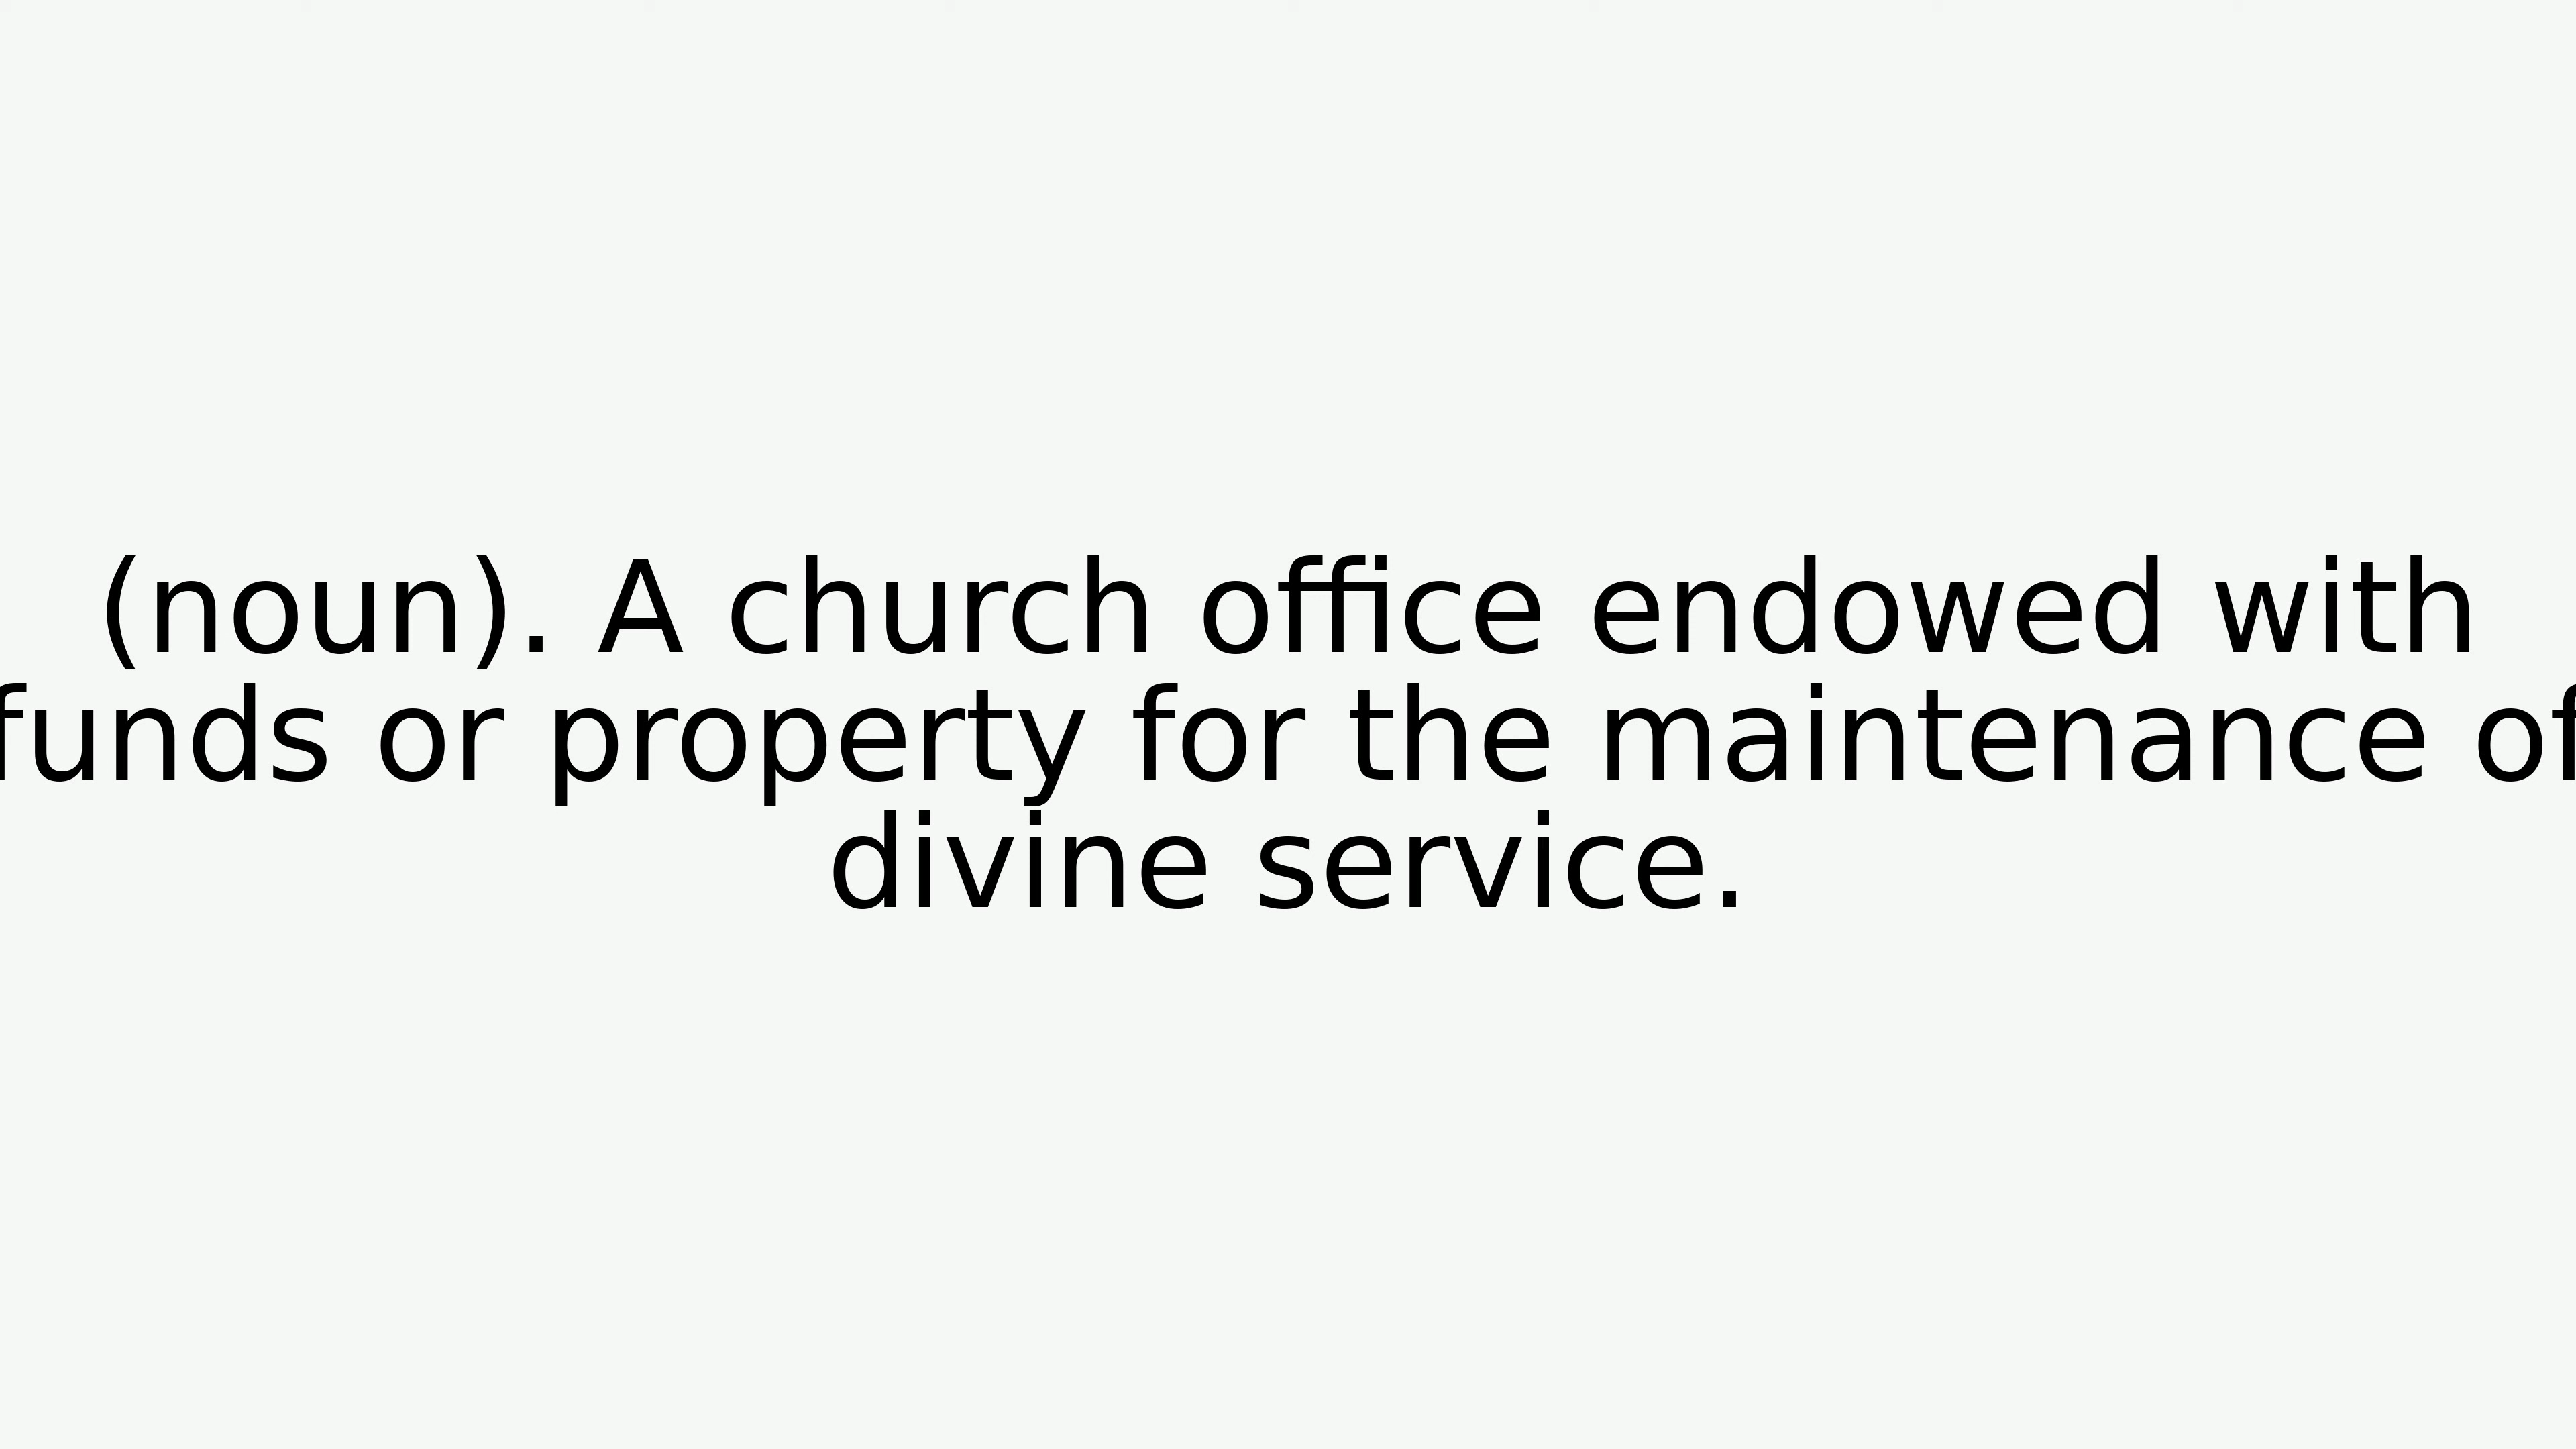 (noun). A church office endowed with
funds or property for the maintenance of
divine service.